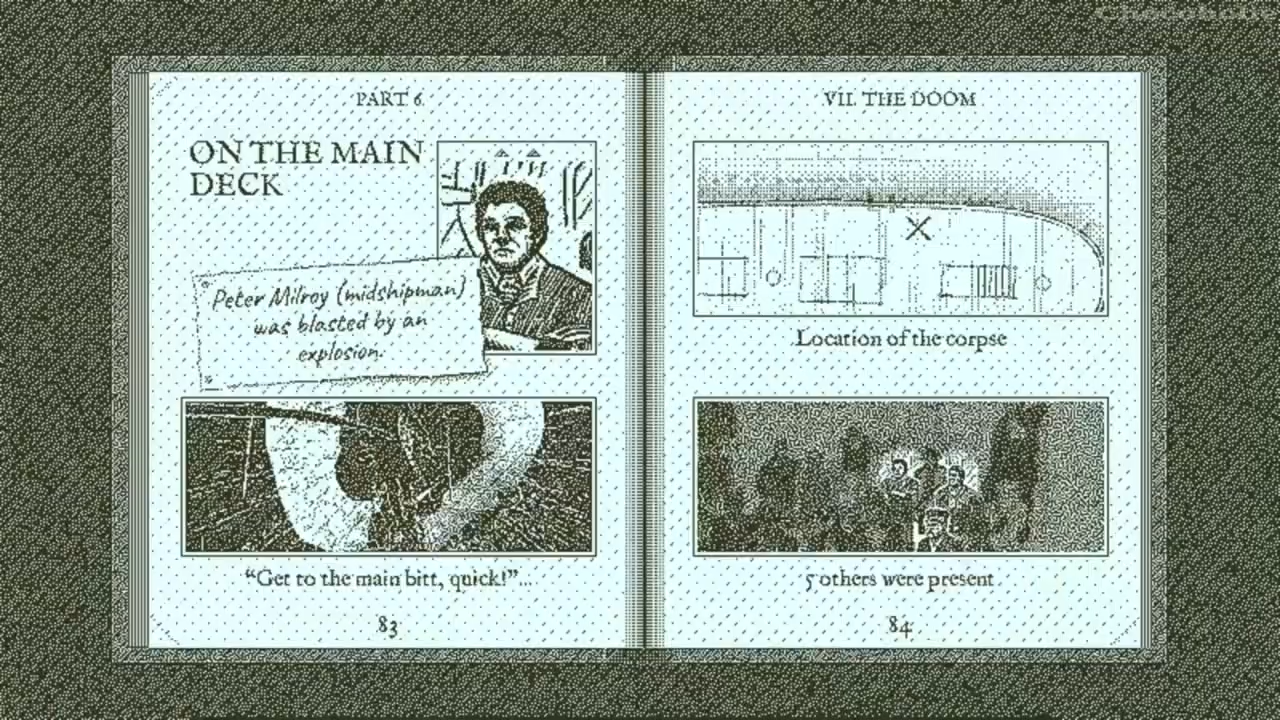 PART 6
ON THE MAIN
DECK
Peter Milroy (midshipman)
was blasted by an
explosion.
"Get to the main bitt, quick!"...
83
VII. THE DOOM
Location of the corpse
5 others were present
84